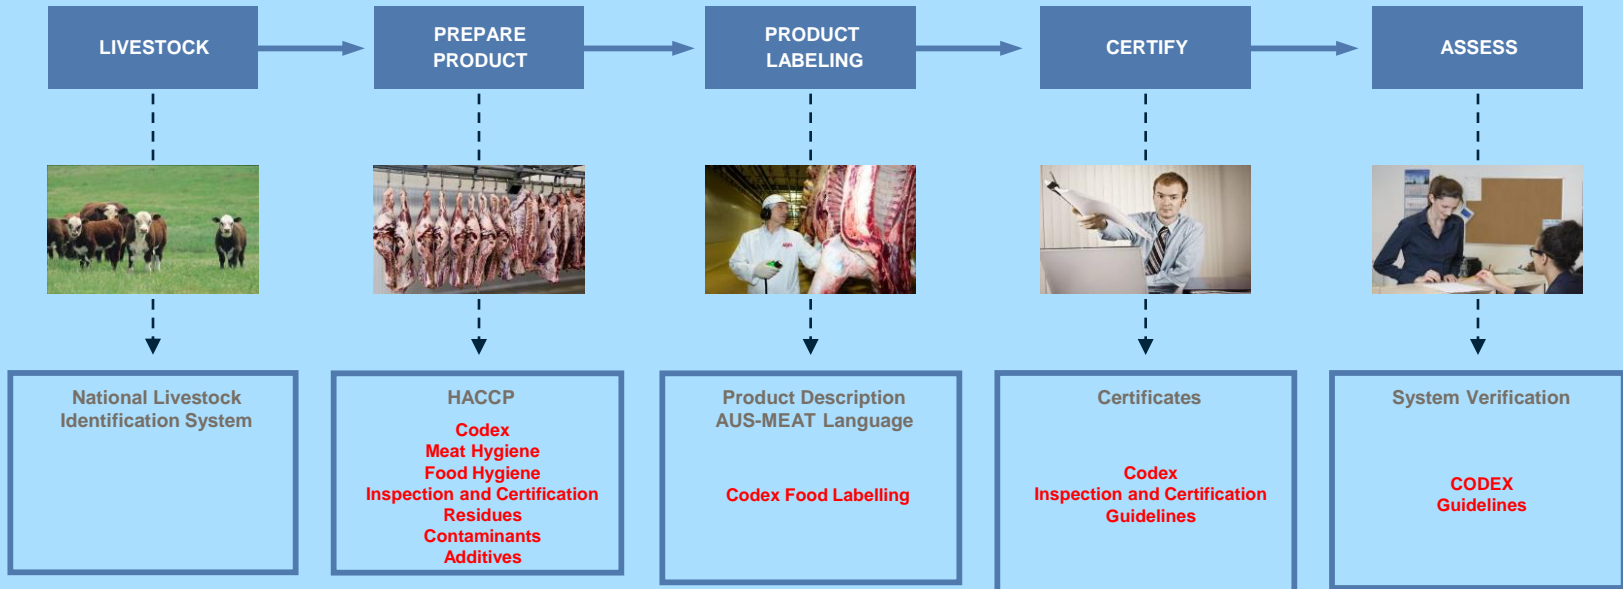 LIVESTOCK
PREPARE
PRODUCT
PRODUCT
LABELING
CERTIFY
ASSESS
National Livestock
Identification System
HACCP
Codex
Meat Hygiene
Food Hygiene
Inspection and Certification
Residues
Contaminants
Additives
Product Description
AUS-MEAT Language
Codex Food Labelling
Certificates
Codex
Inspection and Certification
Guidelines
System Verification
CODEX
Guidelines